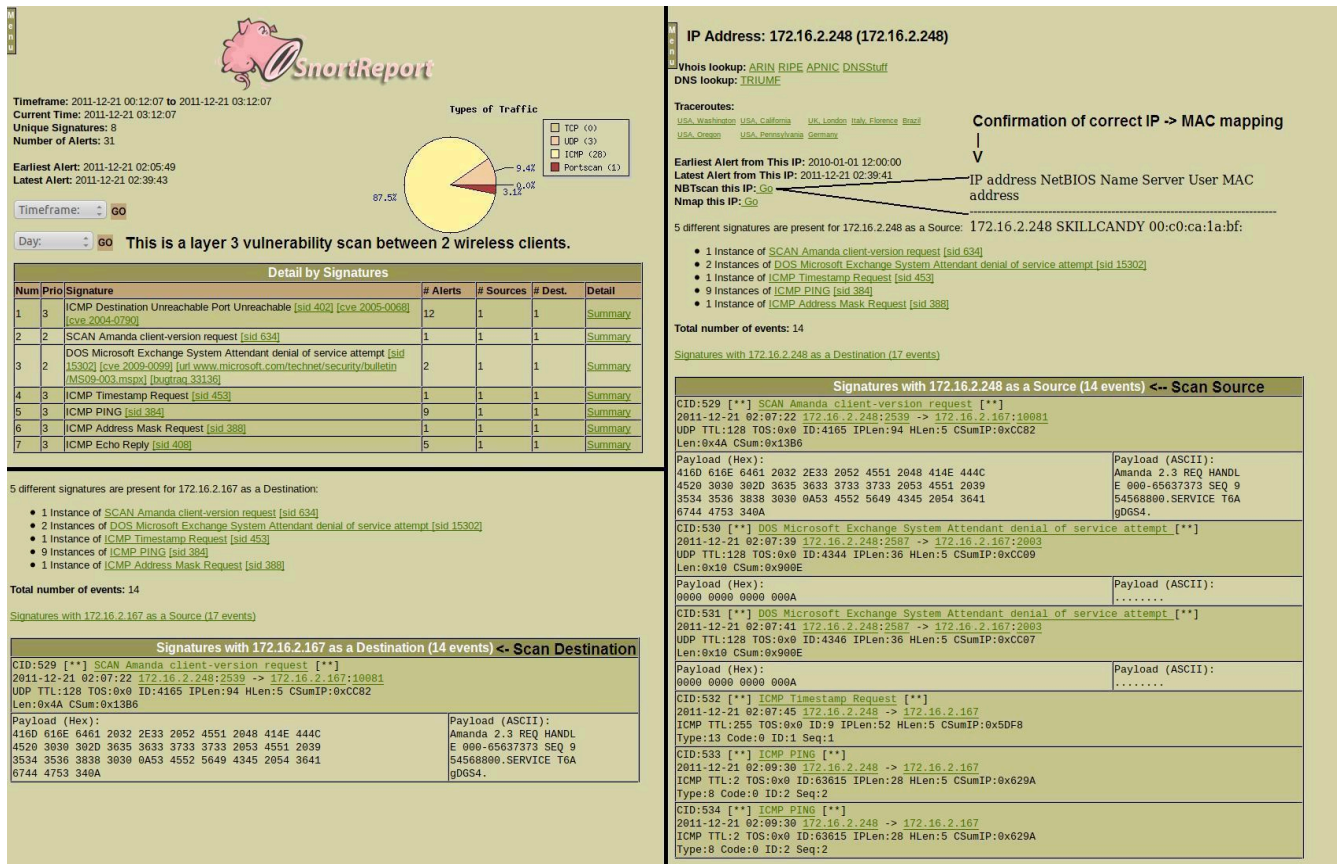 Menu
SnortReport
Timeframe: 2011-12-21 00:12:07 to 2011-12-21 03:12:07
Current Time: 2011-12-21 03:12:07
Unique Signatures: 8
Number of Alerts: 31
Earliest Alert: 2011-12-21 02:05:49
Latest Alert: 2011-12-21 02:39:43
Types of Traffic
TCP (0)
UDP (3)
ICMP (28)
Portscan (1)
9.4%
0.0%
3.1%
87.5%
Timeframe: GO
Day: GO This is a layer 3 vulnerability scan between 2 wireless clients.
Detail by Signatures
Num Prio Signature # Alerts # Sources # Dest. Detail
1 3 ICMP Destination Unreachable Port Unreachable [sid 402] [cve 2005-0068] [cve 2004-0790] 12 1 1 Summary
2 2 SCAN Amanda client-version request [sid 634] 1 1 1 Summary
3 2 DOS Microsoft Exchange System Attendant denial of service attempt [sid 15302] [cve 2009-0099] [url www.microsoft.com/technet/security/bulletin/MS09-003.mspx] [bugtraq 33136] 2 1 1 Summary
4 3 ICMP Timestamp Request [sid 453] 1 1 1 Summary
5 3 ICMP PING [sid 384] 9 1 1 Summary
6 3 ICMP Address Mask Request [sid 388] 1 1 1 Summary
7 3 ICMP Echo Reply [sid 408] 5 1 1 Summary
5 different signatures are present for 172.16.2.167 as a Destination:
1 Instance of SCAN Amanda client-version request [sid 634]
2 Instances of DOS Microsoft Exchange System Attendant denial of service attempt [sid 15302]
1 Instance of ICMP Timestamp Request [sid 453]
9 Instances of ICMP PING [sid 384]
1 Instance of ICMP Address Mask Request [sid 388]
Total number of events: 14
Signatures with 172.16.2.167 as a Source (17 events)
Signatures with 172.16.2.167 as a Destination (14 events) <- Scan Destination
CID:529 [**] SCAN Amanda client-version request [**]
2011-12-21 02:07:22 172.16.2.248:2539 -> 172.16.2.167:10081
UDP TTL:128 TOS:0x0 ID:4165 IPLen:94 HLen:5 CSumIP:0xCC82
Len:0x4A CSum:0x13B6
Payload (Hex): Payload (ASCII):
416D 616E 6461 2032 2E33 2052 4551 2048 414E 444C Amanda 2.3 REQ HANDL
4520 3030 302D 3635 3633 3733 3733 2053 4551 2039 E 000-65637373 SEQ 9
3534 3536 3838 3030 0A53 4552 5649 4345 2054 3641 54568800.SERVICE T6A
6744 4753 340A gDGS4.
Menu
IP Address: 172.16.2.248 (172.16.2.248)
Whois lookup: ARIN RIPE APNIC DNSStuff
DNS lookup: TRIUMF
Traceroutes:
USA, Washington USA, California UK, London Italy, Florence Brazil
USA, Oregon USA, Pennsylvania Germany
Confirmation of correct IP -> MAC mapping
|
V
Earliest Alert from This IP: 2010-01-01 12:00:00
Latest Alert from This IP: 2011-12-21 02:39:41
NBTscan this IP: Go
Nmap this IP: Go
IP address NetBIOS Name Server User MAC
address
--------------------------------------------------------------------------------
172.16.2.248 SKILLCANDY 00:c0:ca:1a:bf:
5 different signatures are present for 172.16.2.248 as a Source:
1 Instance of SCAN Amanda client-version request [sid 634]
2 Instances of DOS Microsoft Exchange System Attendant denial of service attempt [sid 15302]
1 Instance of ICMP Timestamp Request [sid 453]
9 Instances of ICMP PING [sid 384]
1 Instance of ICMP Address Mask Request [sid 388]
Total number of events: 14
Signatures with 172.16.2.248 as a Destination (17 events)
Signatures with 172.16.2.248 as a Source (14 events) <-- Scan Source
CID:529 [**] SCAN Amanda client-version request [**]
2011-12-21 02:07:22 172.16.2.248:2539 -> 172.16.2.167:10081
UDP TTL:128 TOS:0x0 ID:4165 IPLen:94 HLen:5 CSumIP:0xCC82
Len:0x4A CSum:0x13B6
Payload (Hex): Payload (ASCII):
416D 616E 6461 2032 2E33 2052 4551 2048 414E 444C Amanda 2.3 REQ HANDL
4520 3030 302D 3635 3633 3733 3733 2053 4551 2039 E 000-65637373 SEQ 9
3534 3536 3838 3030 0A53 4552 5649 4345 2054 3641 54568800.SERVICE T6A
6744 4753 340A gDGS4.
CID:530 [**] DOS Microsoft Exchange System Attendant denial of service attempt [**]
2011-12-21 02:07:39 172.16.2.248:2587 -> 172.16.2.167:2003
UDP TTL:128 TOS:0x0 ID:4344 IPLen:36 HLen:5 CSumIP:0xCC09
Len:0x10 CSum:0x900E
Payload (Hex): Payload (ASCII):
0000 0000 0000 000A ........
CID:531 [**] DOS Microsoft Exchange System Attendant denial of service attempt [**]
2011-12-21 02:07:41 172.16.2.248:2587 -> 172.16.2.167:2003
UDP TTL:128 TOS:0x0 ID:4346 IPLen:36 HLen:5 CSumIP:0xCC07
Len:0x10 CSum:0x900E
Payload (Hex): Payload (ASCII):
0000 0000 0000 000A ........
CID:532 [**] ICMP Timestamp Request [**]
2011-12-21 02:07:45 172.16.2.248 -> 172.16.2.167
ICMP TTL:255 TOS:0x0 ID:9 IPLen:52 HLen:5 CSumIP:0x5DF8
Type:13 Code:0 ID:1 Seq:1
CID:533 [**] ICMP PING [**]
2011-12-21 02:09:30 172.16.2.248 -> 172.16.2.167
ICMP TTL:2 TOS:0x0 ID:63615 IPLen:28 HLen:5 CSumIP:0x629A
Type:8 Code:0 ID:2 Seq:2
CID:534 [**] ICMP PING [**]
2011-12-21 02:09:30 172.16.2.248 -> 172.16.2.167
ICMP TTL:2 TOS:0x0 ID:63615 IPLen:28 HLen:5 CSumIP:0x629A
Type:8 Code:0 ID:2 Seq:2